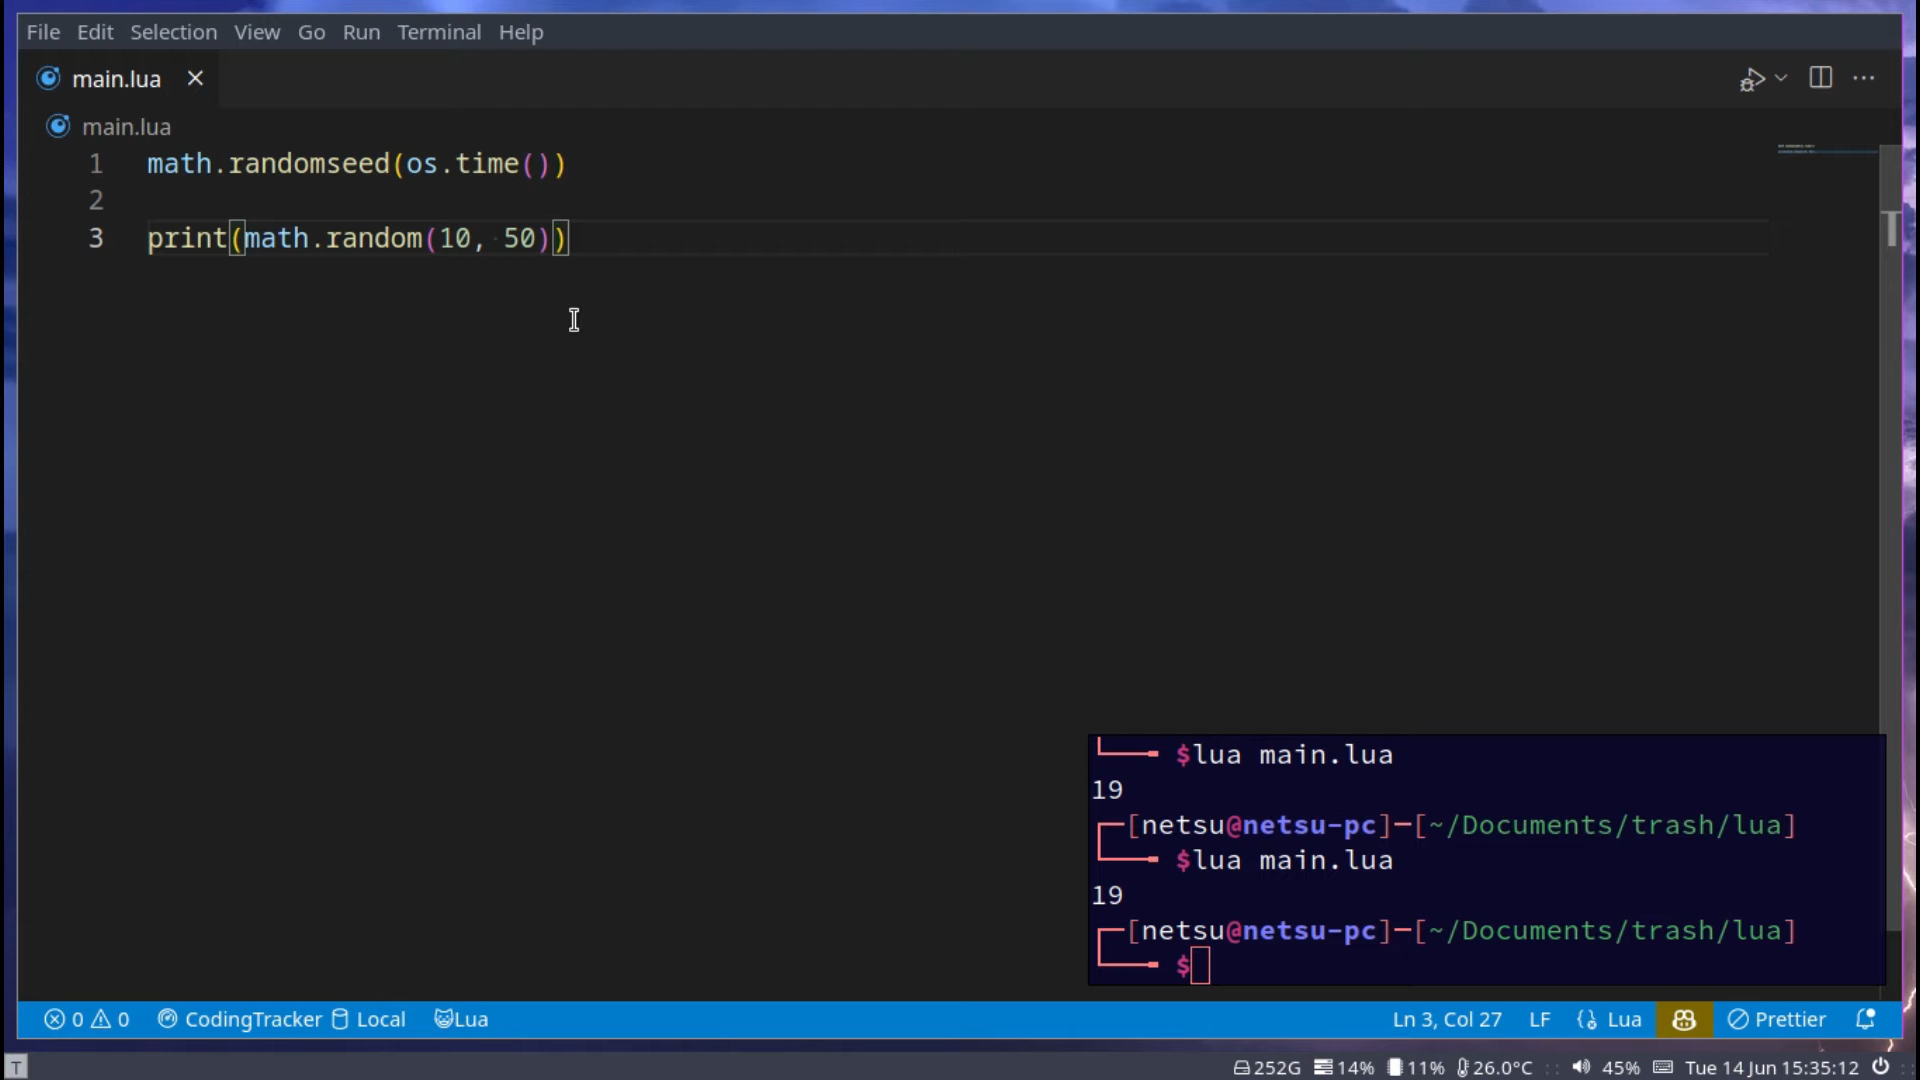 File Edit Selection View Go Run Terminal Help
main.lua
main.lua
1 math.randomseed(os.time())
2
3 print(math.random(10, 50))
$lua main.lua
19
[netsu@netsu-pc]-[~/Documents/trash/lua]
$lua main.lua
19
[netsu@netsu-pc]-[~/Documents/trash/lua]
$
0 0 CodingTracker Local Lua Ln 3, Col 27 LF Lua Prettier
T 252G 14% 11% 26.0°C :: 45% Tue 14 Jun 15:35:12